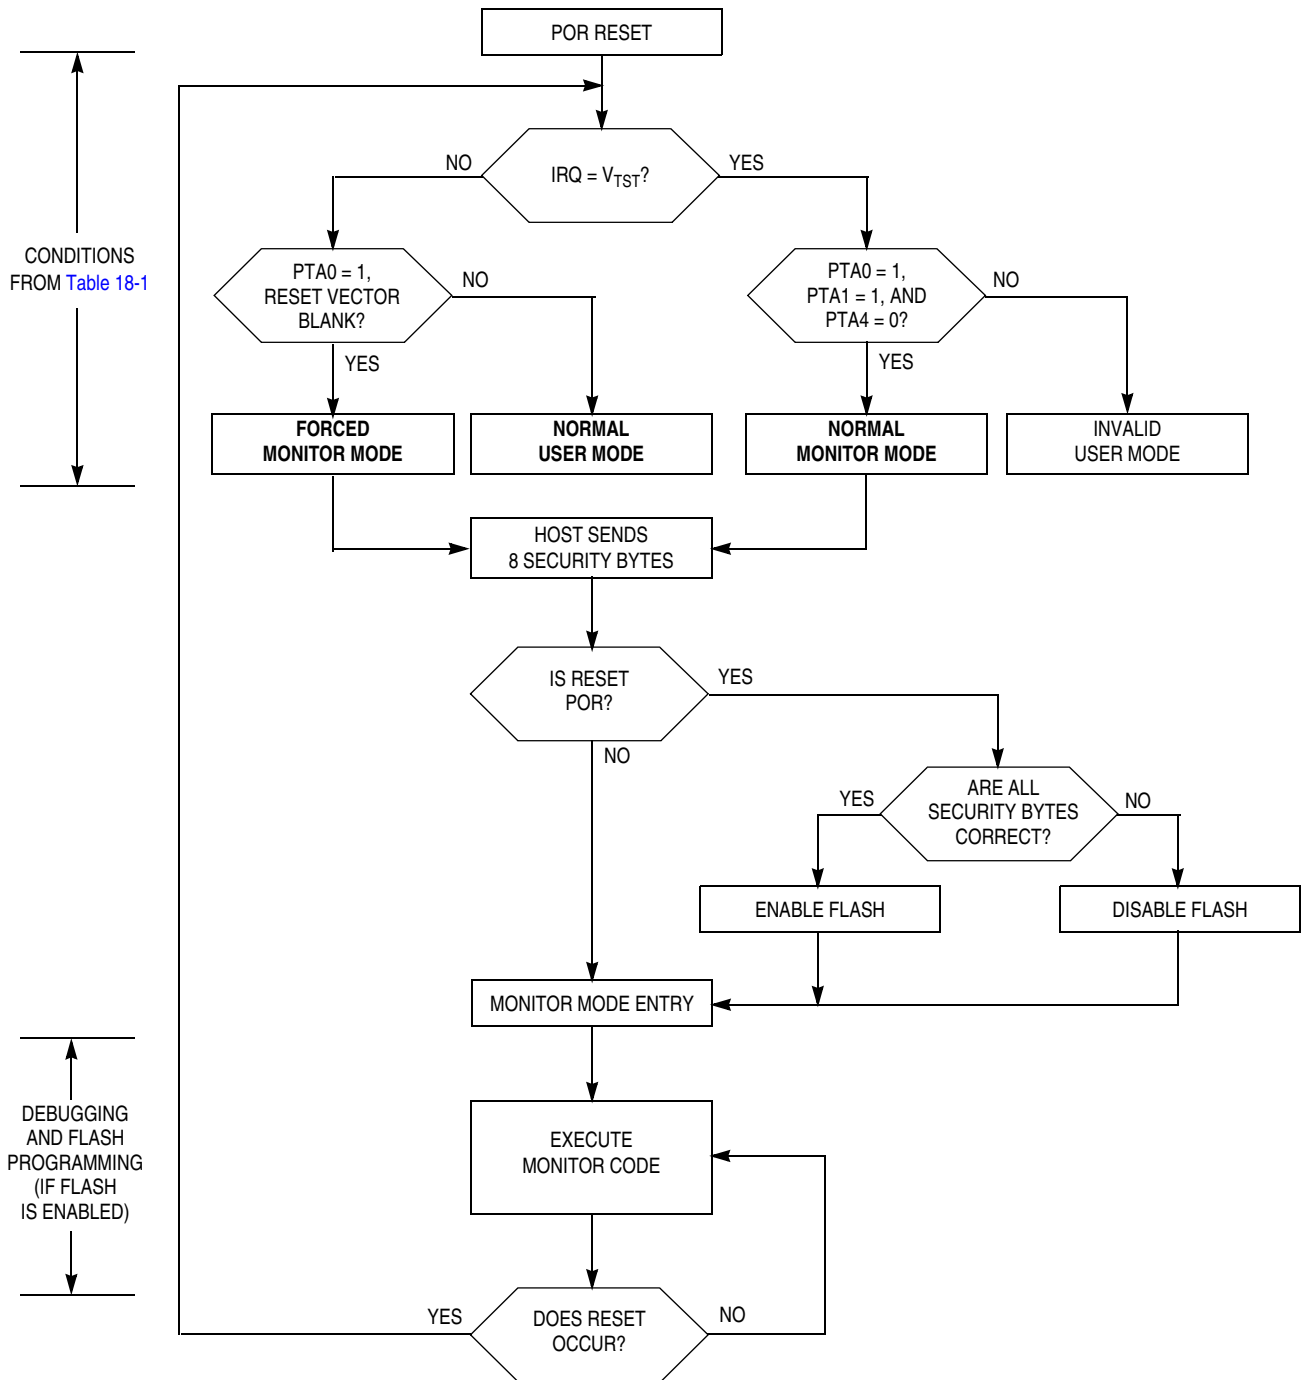 POR RESET
NO
IRQ = VTST?
YES
CONDITIONS
FROM Table 18-1
PTA0 = 1,
RESET VECTOR
BLANK?
NO
YES
PTA0 = 1,
PTA1 = 1, AND
PTA4 = 0?
NO
YES
FORCED
MONITOR MODE
NORMAL
USER MODE
NORMAL
MONITOR MODE
INVALID
USER MODE
HOST SENDS
8 SECURITY BYTES
IS RESET
POR?
YES
NO
YES
ARE ALL
SECURITY BYTES
CORRECT?
NO
ENABLE FLASH
DISABLE FLASH
MONITOR MODE ENTRY
DEBUGGING
AND FLASH
PROGRAMMING
(IF FLASH
IS ENABLED)
EXECUTE
MONITOR CODE
YES
DOES RESET
OCCUR?
NO